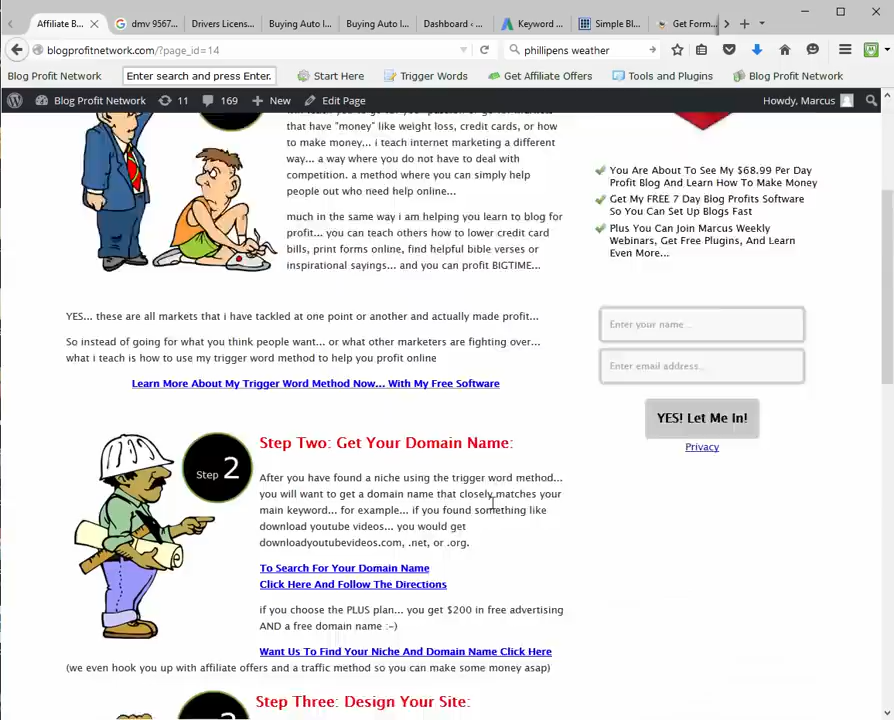 Affiliate B...
dmv 9567...
Drivers Licens...
Buying Auto I...
Buying Auto I...
Dashboard ‹ ...
Keyword ...
Simple Bl...
Get Form...
blogprofitnetwork.com/?page_id=14
phillipens weather
Blog Profit Network
Enter search and press Enter.
Start Here
Trigger Words
Get Affiliate Offers
Tools and Plugins
Blog Profit Network
Blog Profit Network
11
169
New
Edit Page
Howdy, Marcus
that have "money" like weight loss, credit cards, or how
to make money... i teach internet marketing a different
way... a way where you do not have to deal with
competition. a method where you can simply help
people out who need help online...
much in the same way i am helping you learn to blog for
profit... you can teach others how to lower credit card
bills, print forms online, find helpful bible verses or
inspirational sayings... and you can profit BIGTIME...
YES... these are all markets that i have tackled at one point or another and actually made profit...
So instead of going for what you think people want... or what other marketers are fighting over...
what i teach is how to use my trigger word method to help you profit online
Learn More About My Trigger Word Method Now... With My Free Software
Step 2
Step Two: Get Your Domain Name:
After you have found a niche using the trigger word method...
you will want to get a domain name that closely matches your
main keyword... for example... if you found something like
download youtube videos... you would get
downloadyoutubevideos.com, .net, or .org.
To Search For Your Domain Name
Click Here And Follow The Directions
if you choose the PLUS plan... you get $200 in free advertising
AND a free domain name :-)
Want Us To Find Your Niche And Domain Name Click Here
(we even hook you up with affiliate offers and a traffic method so you can make some money asap)
Step Three: Design Your Site:
You Are About To See My $68.99 Per Day
Profit Blog And Learn How To Make Money
Get My FREE 7 Day Blog Profits Software
So You Can Set Up Blogs Fast
Plus You Can Join Marcus Weekly
Webinars, Get Free Plugins, And Learn
Even More...
Enter your name...
Enter email address...
YES! Let Me In!
Privacy